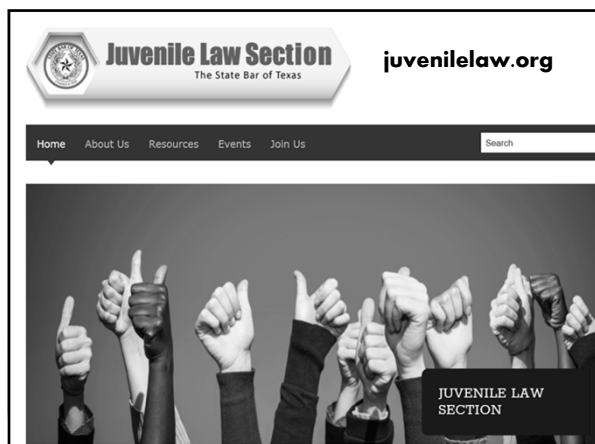 Juvenile Law Section
The State Bar of Texas
juvenilelaw.org
Home About Us Resources Events Join Us
Search
JUVENILE LAW
SECTION